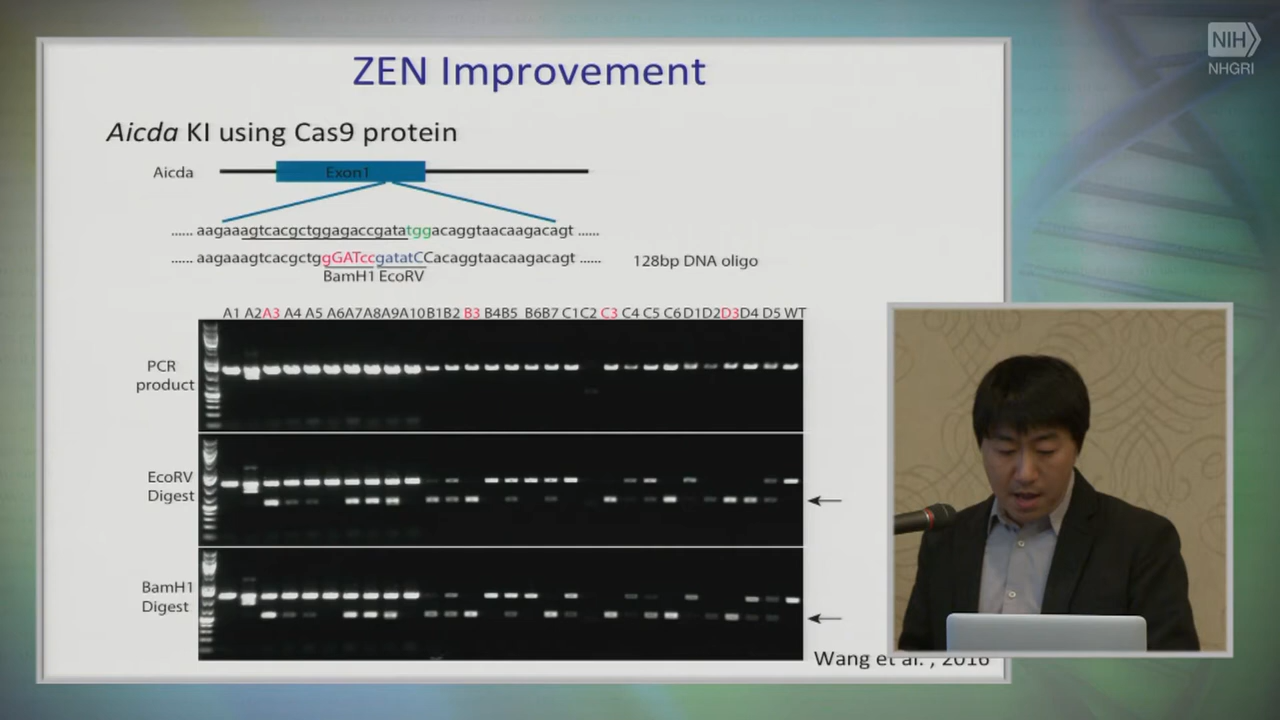 NIH
NHGRI
ZEN Improvement
Aicda KI using Cas9 protein
Aicda
Exon1
...... aagaaagtcacgctggagaccgatatggacaggtaacaagacagt ......
...... aagaaagtcacgctggGATccgatatCCacaggtaacaagacagt ......
128bp DNA oligo
BamH1 EcoRV
A1 A2 A3 A4 A5 A6 A7 A8 A9 A10 B1 B2 B3 B4 B5 B6 B7 C1 C2 C3 C4 C5 C6 D1 D2 D3 D4 D5 WT
PCR
product
EcoRV
Digest
BamH1
Digest
Wang et al. , 2016